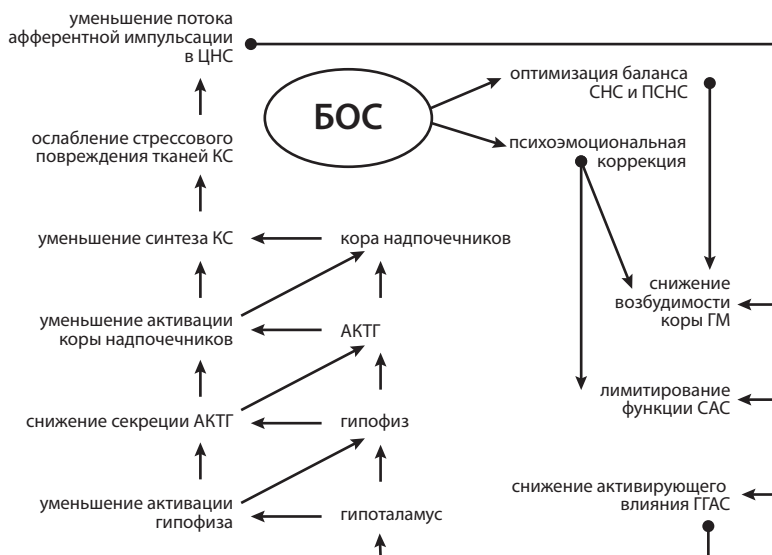 уменьшение потока
афферентной импульсации
в ЦНС
БОС
оптимизация баланса
СНС и ПСНС
психоэмоциональная
коррекция
ослабление стрессового
повреждения тканей КС
уменьшение синтеза КС
кора надпочечников
снижение
возбудимости
коры ГМ
уменьшение активации
коры надпочечников
АКТГ
лимитирование
функции САС
снижение секреции АКТГ
гипофиз
снижение активирующего
влияния ГГАС
уменьшение активации
гипофиза
гипоталамус